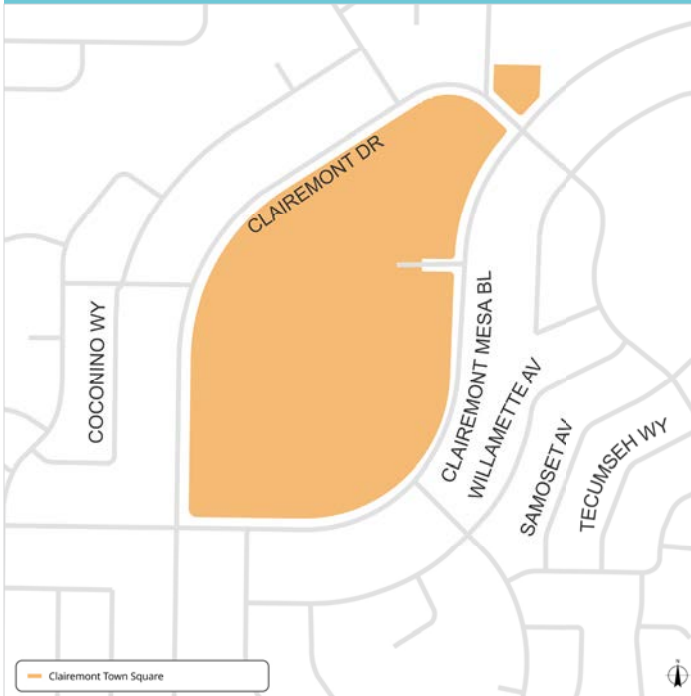 CLAIREMONT DR
COCONINO WY
CLAIREMONT MESA BL
WILLAMETTE AV
SAMOSET AV
TECUMSEH WY
Clairemont Town Square
N